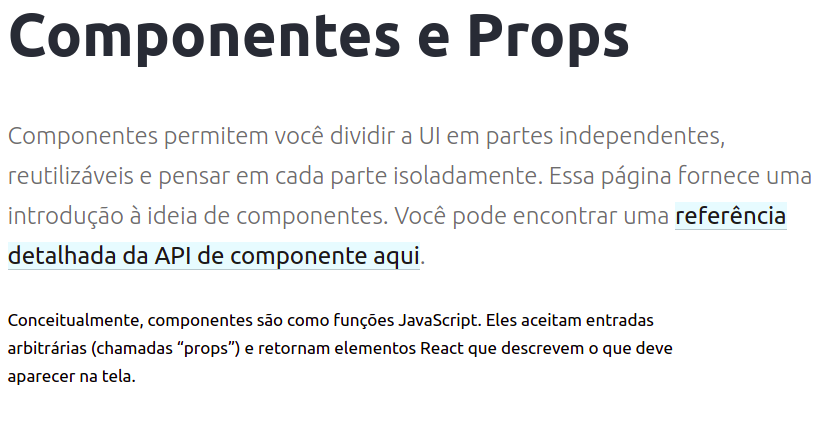 Componentes e Props
Componentes permitem você dividir a UI em partes independentes,
reutilizáveis e pensar em cada parte isoladamente. Essa página fornece uma
introdução à ideia de componentes. Você pode encontrar uma referência
detalhada da API de componente aqui.
Conceitualmente, componentes são como funções JavaScript. Eles aceitam entradas
arbitrárias (chamadas “props”) e retornam elementos React que descrevem o que deve
aparecer na tela.